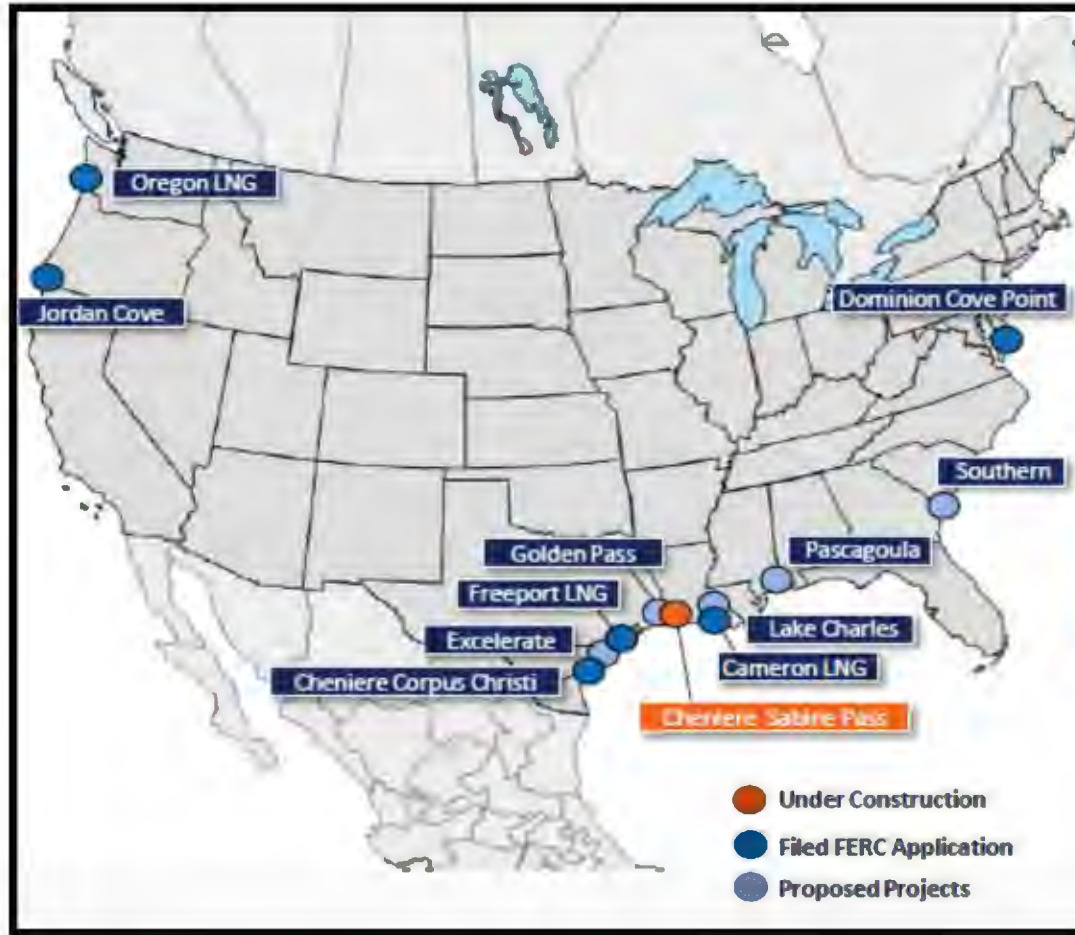 Oregon LNG
Jordan Cove
Dominion Cove Point
Southern
Golden Pass
Pascagoula
Freeport LNG
Excelerate
Lake Charles
Cheniere Corpus Christi
Cameron LNG
Cheniere Sabine Pass
Under Construction
Filed FERC Application
Proposed Projects